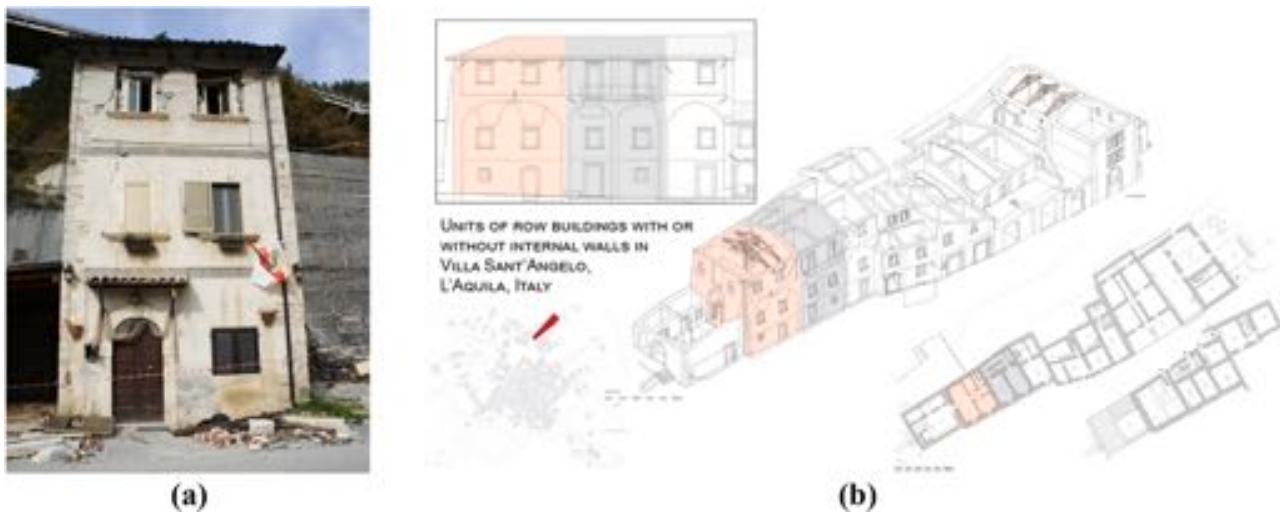 UNITS OF ROW BUILDINGS WITH OR
WITHOUT INTERNAL WALLS IN
VILLA SANT'ANGELO,
L'AQUILA, ITALY
(a)
(b)